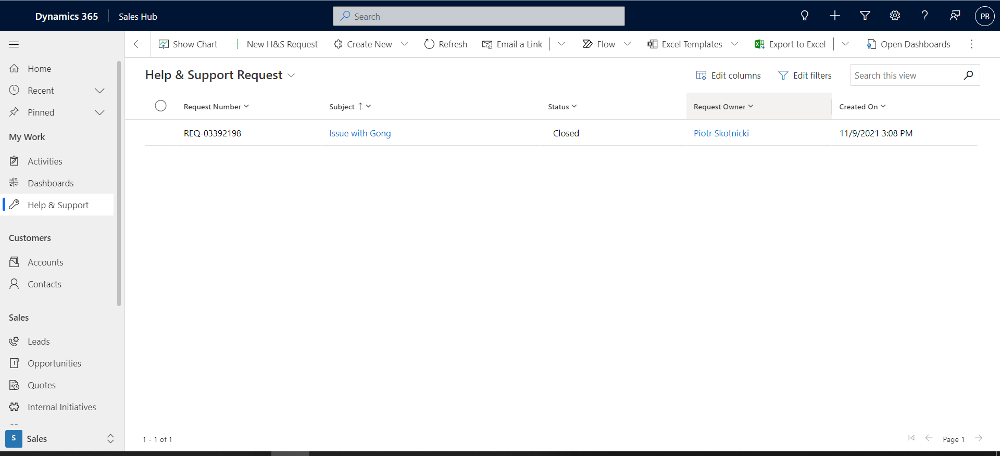 Dynamics 365 Sales Hub Search PB
Show Chart New H&S Request Create New Refresh Email a Link Flow Excel Templates Export to Excel Open Dashboards
Home
Recent
Pinned
My Work
Activities
Dashboards
Help & Support
Customers
Accounts
Contacts
Sales
Leads
Opportunities
Quotes
Internal Initiatives
S Sales
Help & Support Request Edit columns Edit filters Search this view
Request Number Subject Status Request Owner Created On
REQ-03392198 Issue with Gong Closed Piotr Skotnicki 11/9/2021 3:08 PM
1 - 1 of 1 Page 1